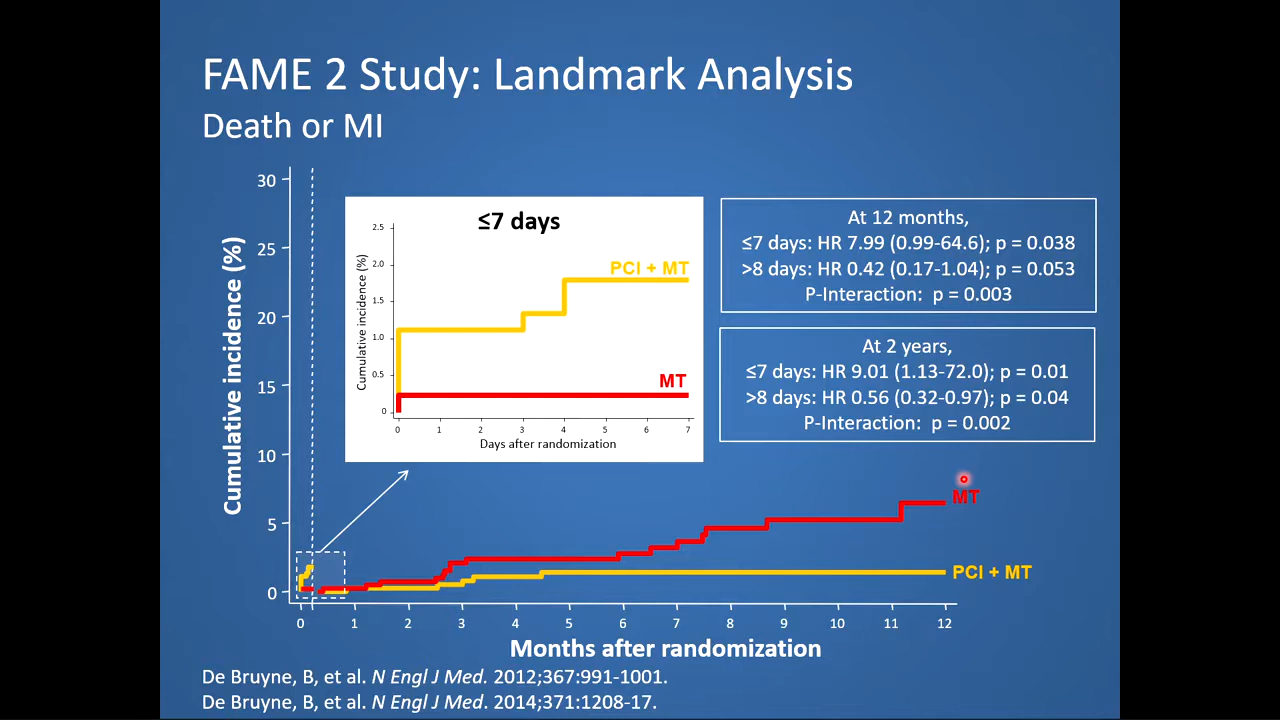 FAME 2 Study: Landmark Analysis
Death or MI
Cumulative incidence (%)
30
25
20
15
10
5
0
≤7 days
Cumulative incidence (%)
2.5
2.0
1.5
1.0
0.5
0
PCI + MT
MT
0 1 2 3 4 5 6 7
Days after randomization
At 12 months,
≤7 days: HR 7.99 (0.99-64.6); p = 0.038
>8 days: HR 0.42 (0.17-1.04); p = 0.053
P-Interaction: p = 0.003
At 2 years,
≤7 days: HR 9.01 (1.13-72.0); p = 0.01
>8 days: HR 0.56 (0.32-0.97); p = 0.04
P-Interaction: p = 0.002
MT
PCI + MT
0 1 2 3 4 5 6 7 8 9 10 11 12
Months after randomization
De Bruyne, B, et al. N Engl J Med. 2012;367:991-1001.
De Bruyne, B, et al. N Engl J Med. 2014;371:1208-17.